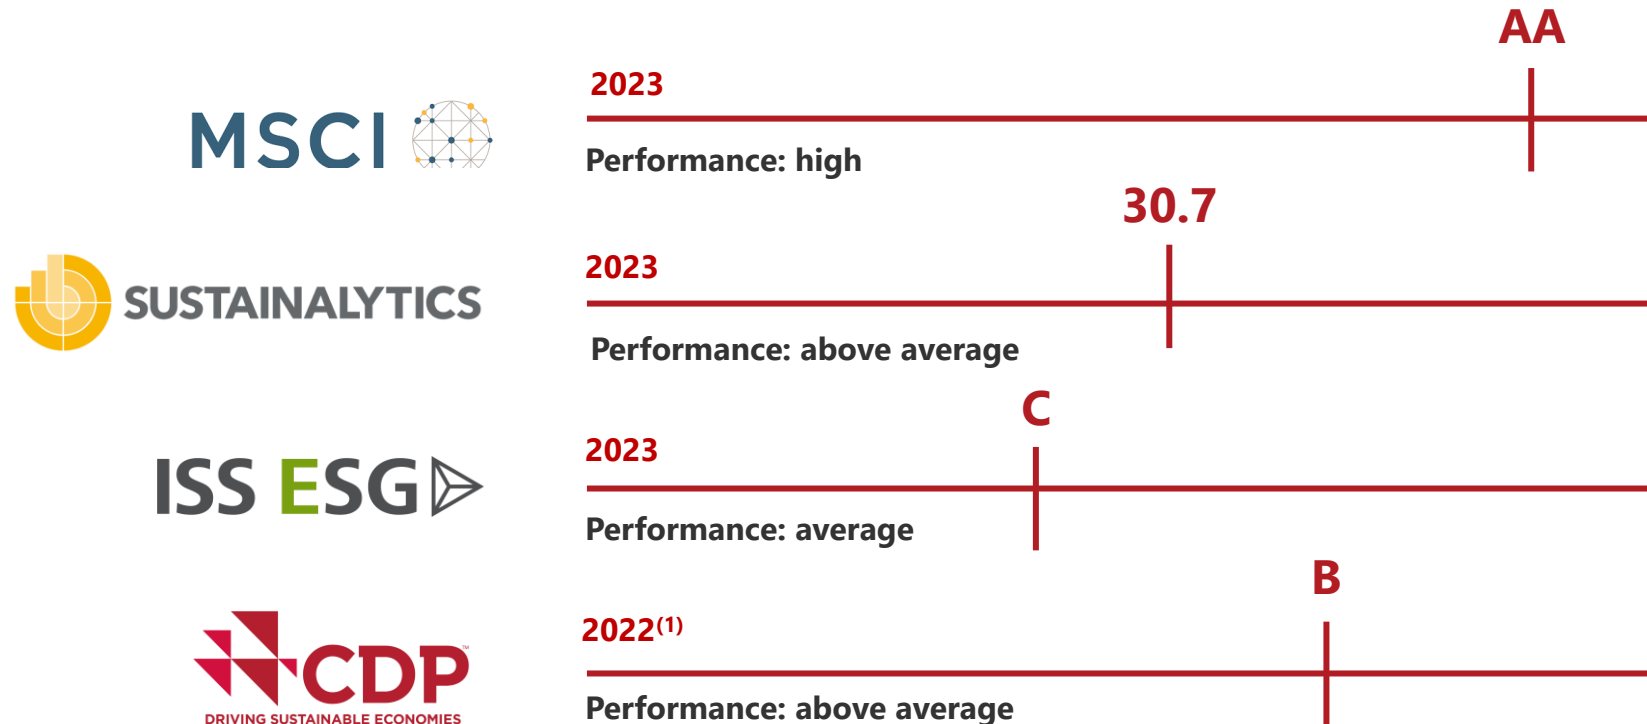 AA
2023
MSCI
Performance: high
30.7
2023
SUSTAINALYTICS
Performance: above average
C
2023
ISS ESG
Performance: average
B
2022(1)
CDP™
Performance: above average
DRIVING SUSTAINABLE ECONOMIES